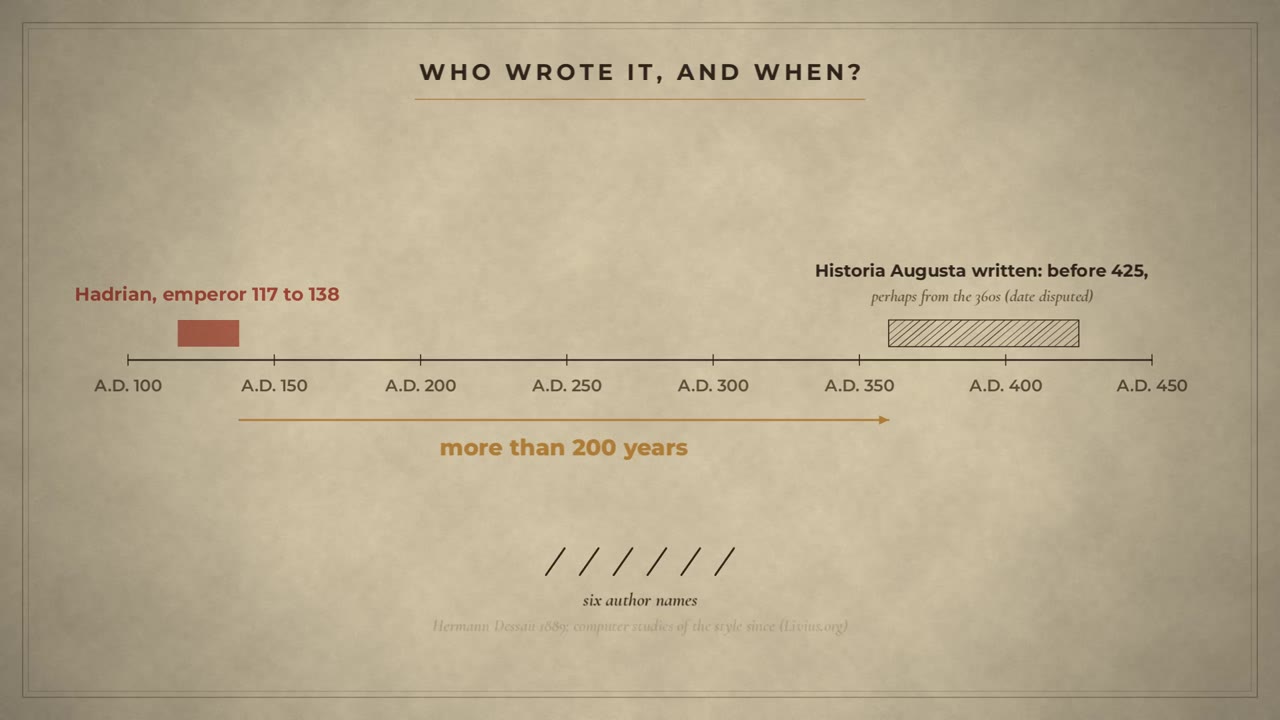 WHO WROTE IT, AND WHEN?
Historia Augusta written: before 425,
perhaps from the 360s (date disputed)
Hadrian, emperor 117 to 138
A.D. 100 A.D. 150 A.D. 200 A.D. 250 A.D. 300 A.D. 350 A.D. 400 A.D. 450
more than 200 years
six author names
Hermann Dessau 1889; computer studies of the style since (Livius.org)